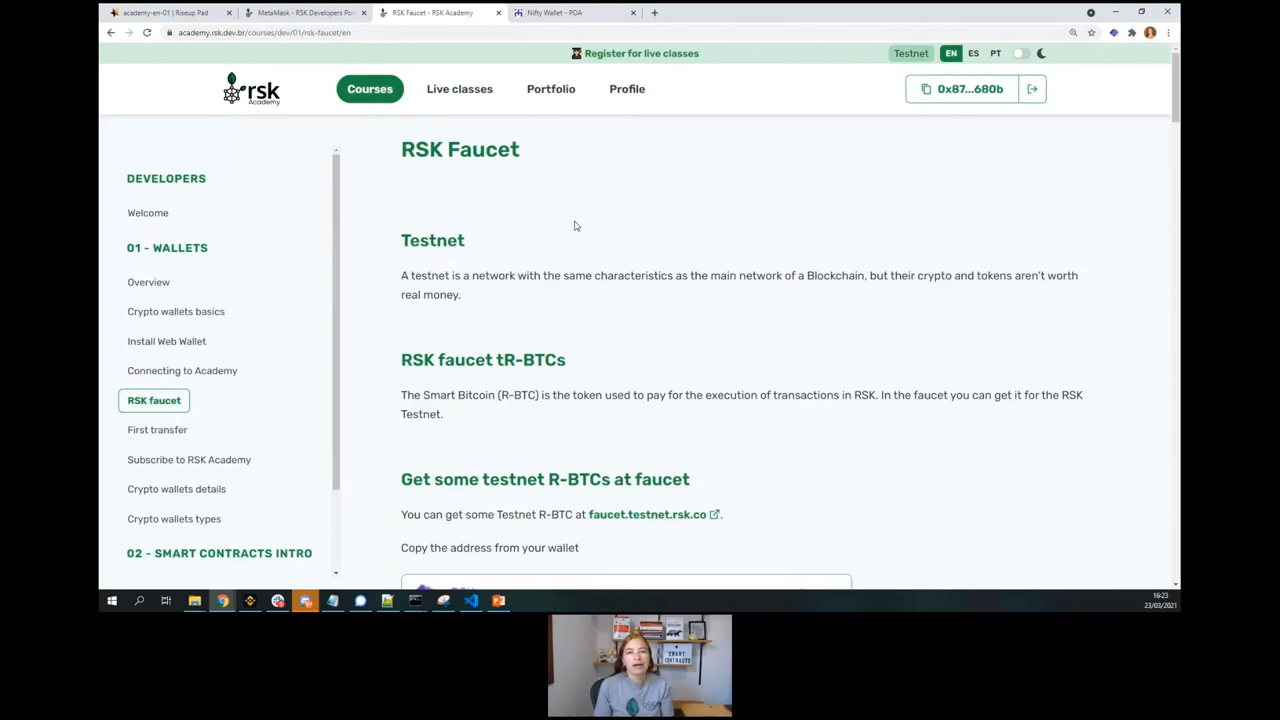 academy-en-01 | Riseup Pad
MetaMask - RSK Developers Por
RSK Faucet - RSK Academy
Nifty Wallet - POA
academy.rsk.dev.br/courses/dev/01/rsk-faucet/en
Register for live classes
Testnet
EN
ES
PT
rsk
Academy
Courses
Live classes
Portfolio
Profile
0x87...680b
DEVELOPERS
Welcome
01 - WALLETS
Overview
Crypto wallets basics
Install Web Wallet
Connecting to Academy
RSK faucet
First transfer
Subscribe to RSK Academy
Crypto wallets details
Crypto wallets types
02 - SMART CONTRACTS INTRO
RSK Faucet
Testnet
A testnet is a network with the same characteristics as the main network of a Blockchain, but their crypto and tokens aren't worth
real money.
RSK faucet tR-BTCs
The Smart Bitcoin (R-BTC) is the token used to pay for the execution of transactions in RSK. In the faucet you can get it for the RSK
Testnet.
Get some testnet R-BTCs at faucet
You can get some Testnet R-BTC at faucet.testnet.rsk.co.
Copy the address from your wallet
16:23
23/03/2021
SMART
CONTRACTS